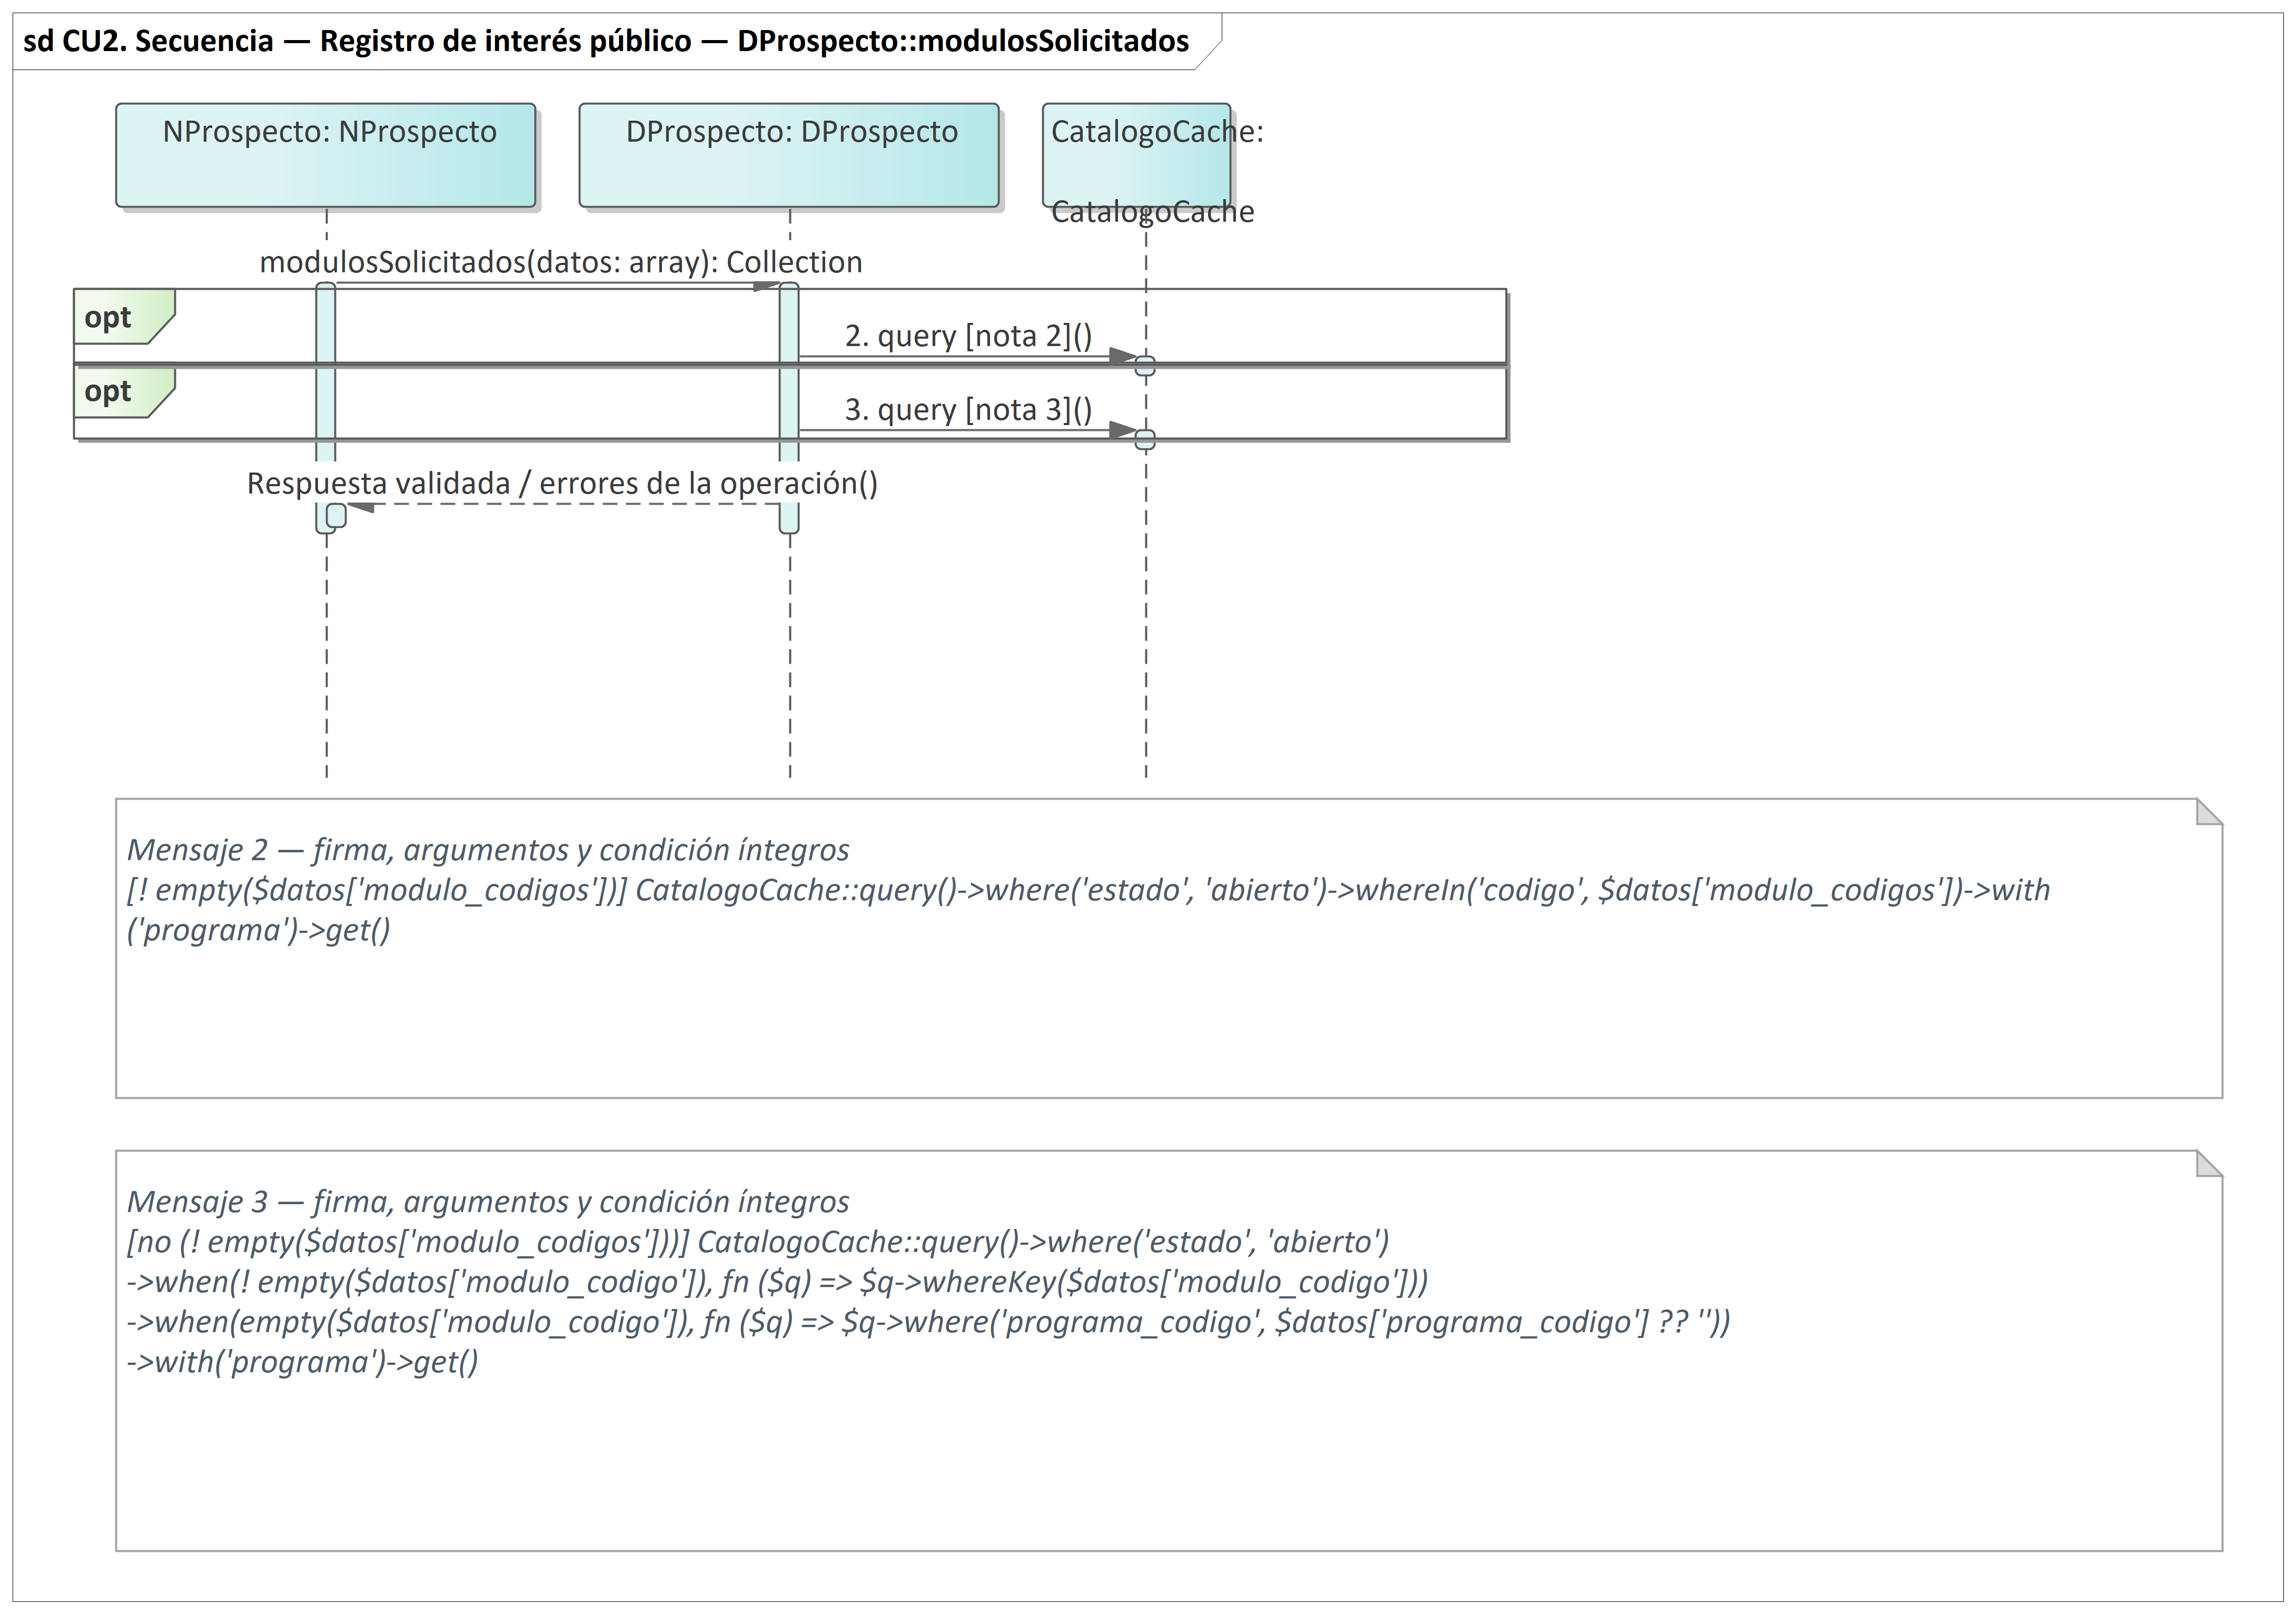 sd CU2. Secuencia — Registro de interés público — DProspecto::modulosSolicitados
NProspecto: NProspecto
DProspecto: DProspecto
CatalogoCache:
CatalogoCache
modulosSolicitados(datos: array): Collection
opt
2. query [nota 2]()
opt
3. query [nota 3]()
Respuesta validada / errores de la operación()
Mensaje 2 — firma, argumentos y condición íntegros
[! empty($datos['modulo_codigos'])] CatalogoCache::query()->where('estado', 'abierto')->whereIn('codigo', $datos['modulo_codigos'])->with
('programa')->get()
Mensaje 3 — firma, argumentos y condición íntegros
[no (! empty($datos['modulo_codigos']))] CatalogoCache::query()->where('estado', 'abierto')
->when(! empty($datos['modulo_codigo']), fn ($q) => $q->whereKey($datos['modulo_codigo']))
->when(empty($datos['modulo_codigo']), fn ($q) => $q->where('programa_codigo', $datos['programa_codigo'] ?? ''))
->with('programa')->get()